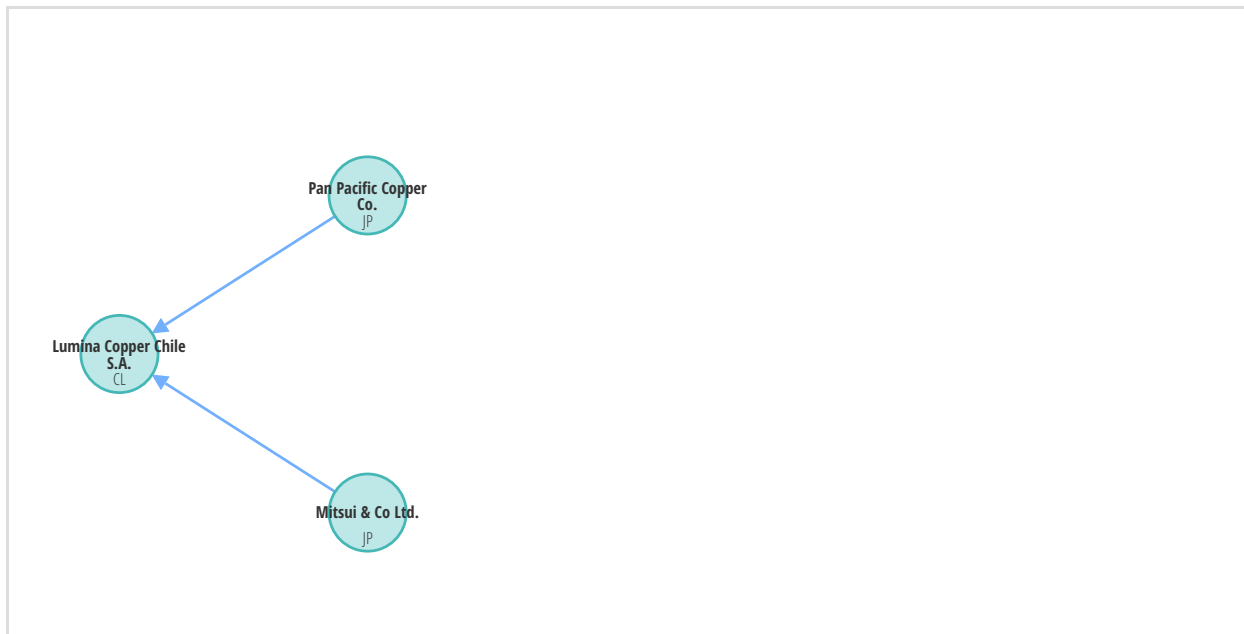 Pan Pacific Copper
Co.
JP
Lumina Copper Chile
S.A.
CL
Mitsui & Co Ltd.
JP